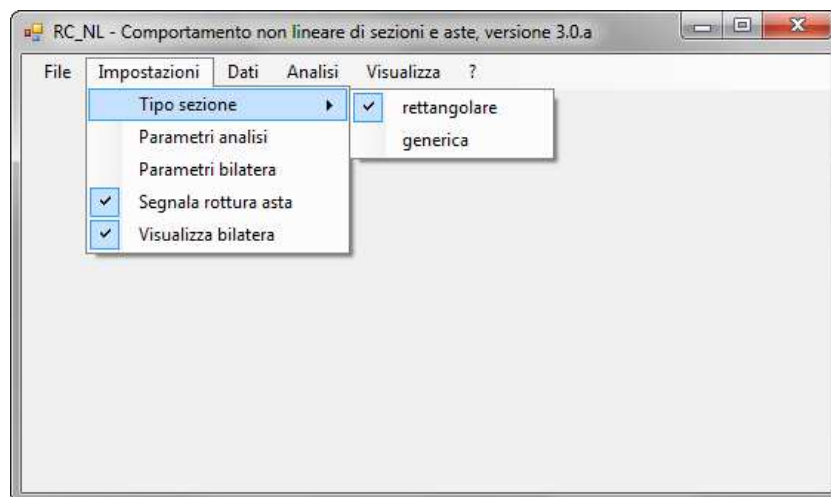 RC_NL - Comportamento non lineare di sezioni e aste, versione 3.0.a
File Impostazioni Dati Analisi Visualizza ?
Tipo sezione rettangolare
Parametri analisi generica
Parametri bilatera
Segnala rottura asta
Visualizza bilatera